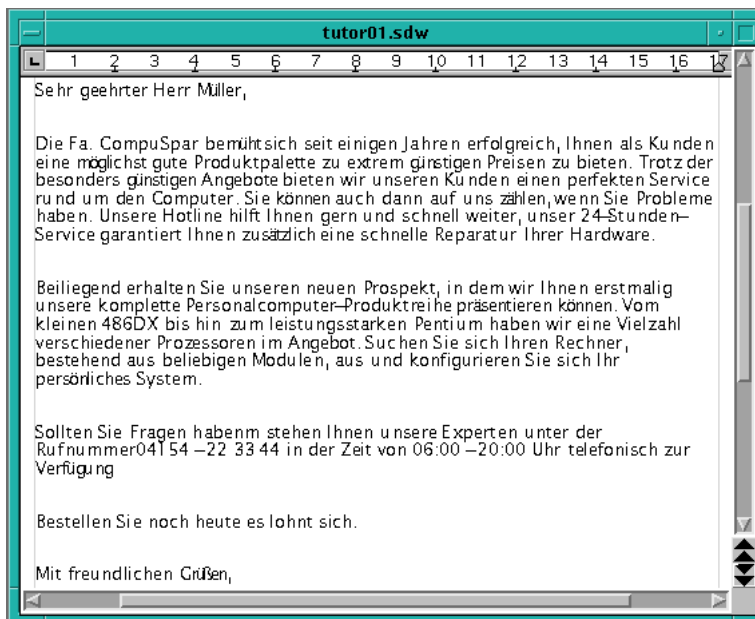 tutor01.sdw
1 2 3 4 5 6 7 8 9 10 11 12 13 14 15 16 17
Sehr geehrter Herr Müller,
Die Fa. CompuSpar bemüht sich seit einigen Jahren erfolgreich, Ihnen als Kunden
eine möglichst gute Produktpalette zu extrem günstigen Preisen zu bieten. Trotz der
besonders günstigen Angebote bieten wir unseren Kunden einen perfekten Service
rund um den Computer. Sie können auch dann auf uns zählen, wenn Sie Probleme
haben. Unsere Hotline hilft Ihnen gern und schnell weiter, unser 24-Stunden-
Service garantiert Ihnen zusätzlich eine schnelle Reparatur Ihrer Hardware.
Beiliegend erhalten Sie unseren neuen Prospekt, in dem wir Ihnen erstmalig
unsere komplette Personalcomputer-Produktreihe präsentieren können. Vom
kleinen 486DX bis hin zum leistungsstarken Pentium haben wir eine Vielzahl
verschiedener Prozessoren im Angebot. Suchen Sie sich Ihren Rechner,
bestehend aus beliebigen Modulen, aus und konfigurieren Sie sich Ihr
persönliches System.
Sollten Sie Fragen habenm stehen Ihnen unsere Experten unter der
Rufnummer04154 -22 33 44 in der Zeit von 06:00 -20:00 Uhr telefonisch zur
Verfügung
Bestellen Sie noch heute es lohnt sich.
Mit freundlichen Grüßen,